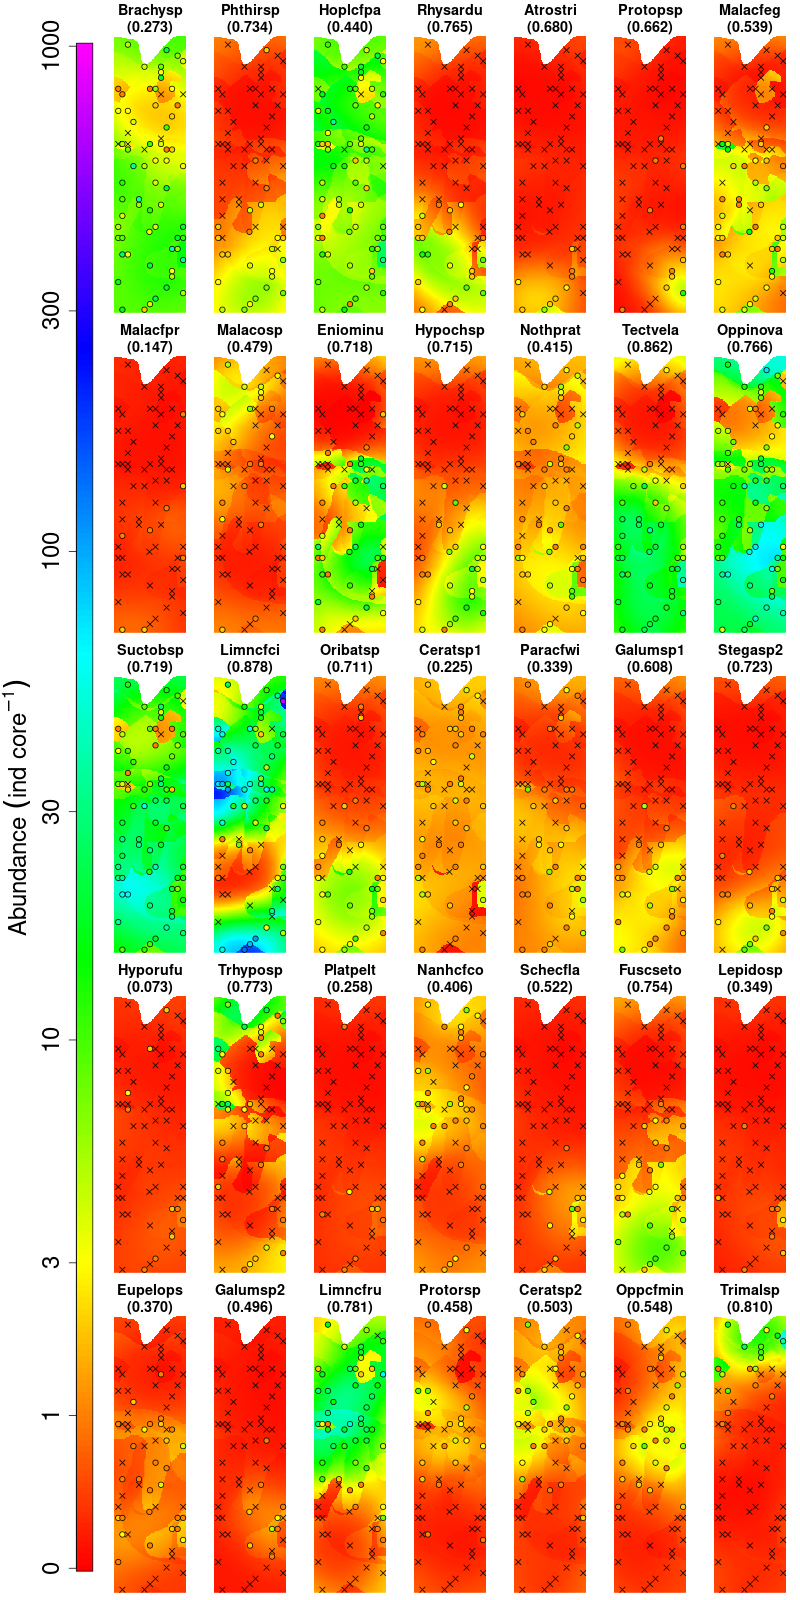 Brachysp Phthirsp Hoplcfpa Rhysardu Atrostri Protopsp Malacfeg
(0.273) (0.734) (0.440) (0.765) (0.680) (0.662) (0.539)
Malacfpr Malacosp Eniominu Hypochsp Nothprat Tectvela Oppinova
(0.147) (0.479) (0.718) (0.715) (0.415) (0.862) (0.766)
Suctobsp Limncfci Oribatsp Ceratsp1 Paracfwi Galumsp1 Stegasp2
(0.719) (0.878) (0.711) (0.225) (0.339) (0.608) (0.723)
Hyporufu Trhyposp Platpelt Nanhcfco Schecfla Fuscseto Lepidosp
(0.073) (0.773) (0.258) (0.406) (0.522) (0.754) (0.349)
Eupelops Galumsp2 Limncfru Protorsp Ceratsp2 Oppcfmin Trimalsp
(0.370) (0.496) (0.781) (0.458) (0.503) (0.548) (0.810)
Abundance (ind core⁻¹)
1000
300
100
30
10
3
1
0